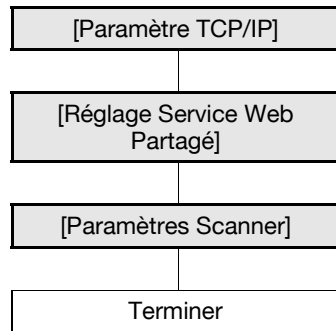 [Paramètre TCP/IP]
[Réglage Service Web
Partagé]
[Paramètres Scanner]
Terminer